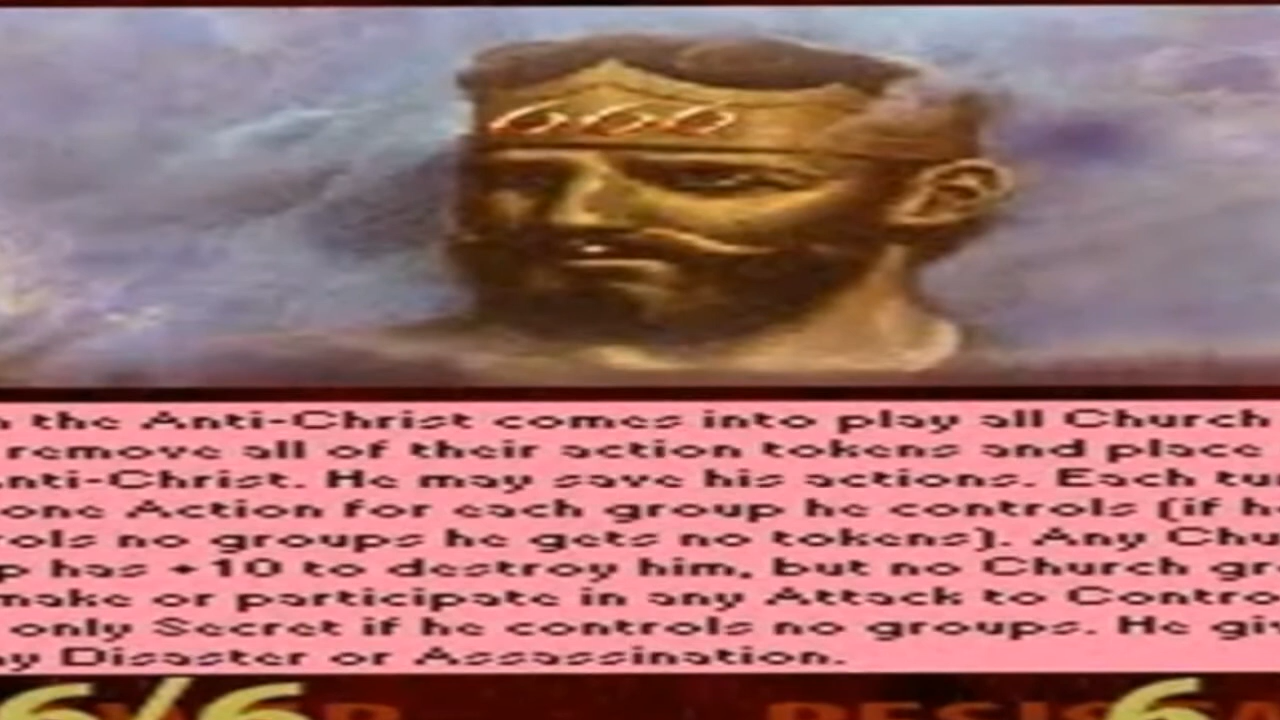 666
the Anti-Christ comes into play all Church
remove all of their action tokens and place
nti-Christ. He may save his actions. Each tu
one Action for each group he controls (if h
ols no groups he gets no tokens). Any Chu
p has +10 to destroy him, but no Church gr
make or participate in any Attack to Contro
only Secret if he controls no groups. He gi
y Disaster or Assassination.
6/6
6